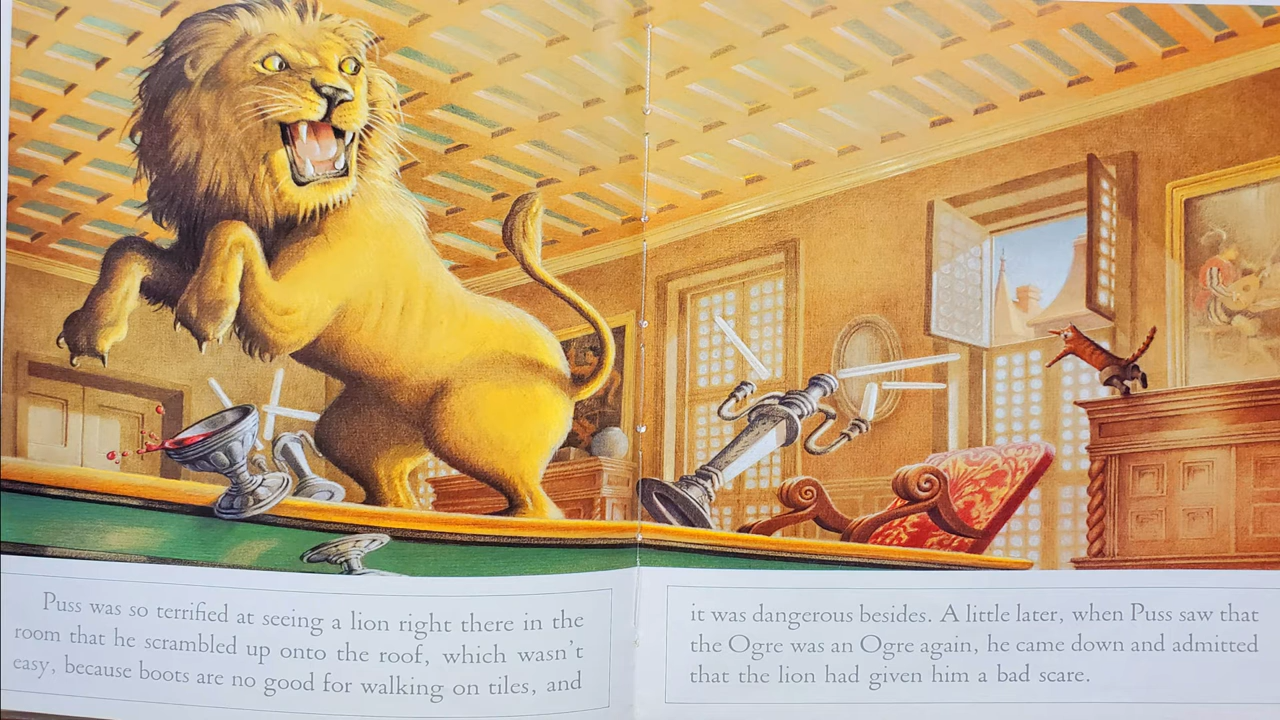 Puss was so terrified at seeing a lion right there in the
room that he scrambled up onto the roof, which wasn't
easy, because boots are no good for walking on tiles, and
it was dangerous besides. A little later, when Puss saw that
the Ogre was an Ogre again, he came down and admitted
that the lion had given him a bad scare.